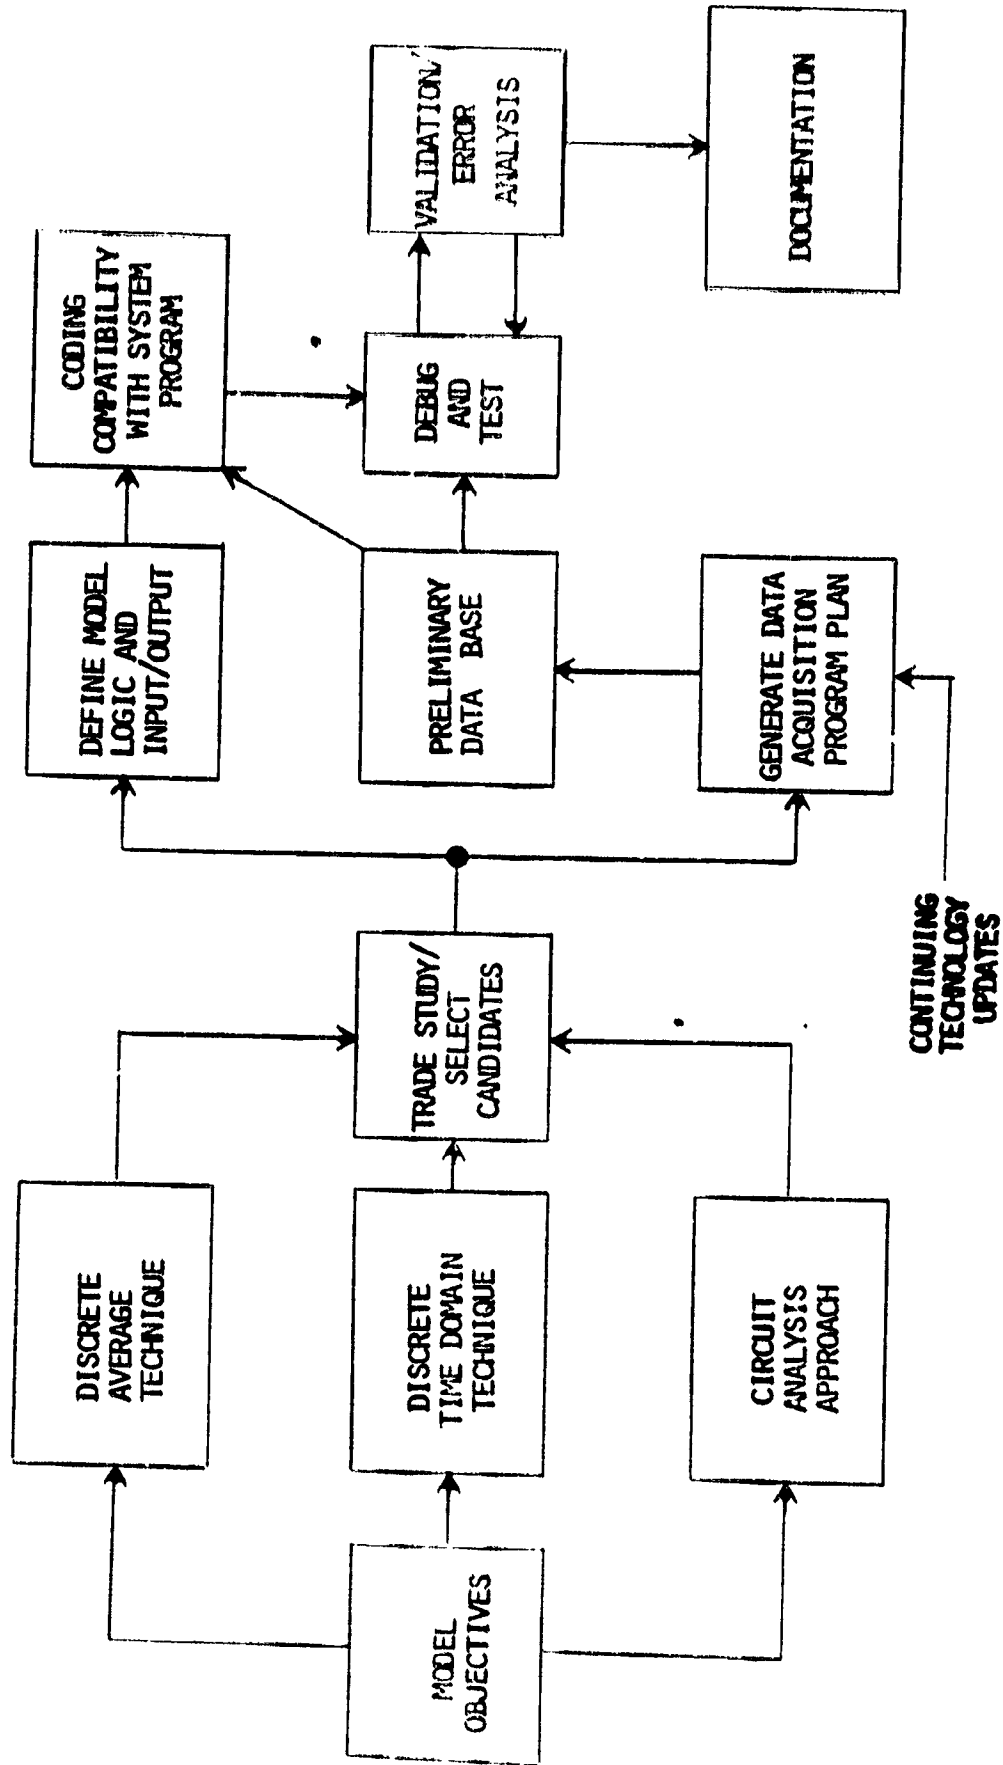 MODEL
OBJECTIVES
DISCRETE
AVERAGE
TECHNIQUE
DISCRETE
TIME DOMAIN
TECHNIQUE
CIRCUIT
ANALYSIS
APPROACH
TRADE STUDY/
SELECT
CANDIDATES
DEFINE MODEL
LOGIC AND
INPUT/OUTPUT
PRELIMINARY
DATA BASE
GENERATE DATA
ACQUISITION
PROGRAM PLAN
CONTINUING
TECHNOLOGY
UPDATES
CODING
COMPATIBILITY
WITH SYSTEM
PROGRAM
DEBUG
AND
TEST
VALIDATION/
ERROR
ANALYSIS
DOCUMENTATION